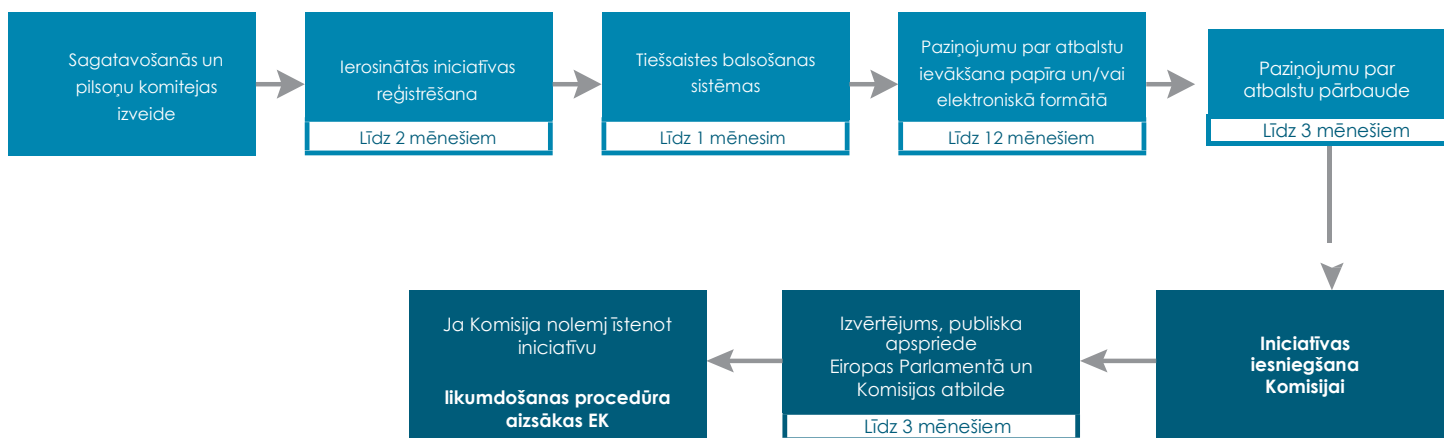 Sagatavošanās un
pilsoņu komitejas
izveide
Ierosinātās iniciatīvas
reģistrēšana
Līdz 2 mēnešiem
Tiešsaistes balsošanas
sistēmas
Līdz 1 mēnesim
Paziņojumu par atbalstu
ievākšana papīra un/vai
elektroniskā formātā
Līdz 12 mēnešiem
Paziņojumu par
atbalstu pārbaude
Līdz 3 mēnešiem
Iniciatīvas
iesniegšana
Komisijai
Izvērtējums, publiska
apspriede
Eiropas Parlamentā un
Komisijas atbilde
Līdz 3 mēnešiem
Ja Komisija nolemj īstenot
iniciatīvu
likumdošanas procedūra
aizsākas EK